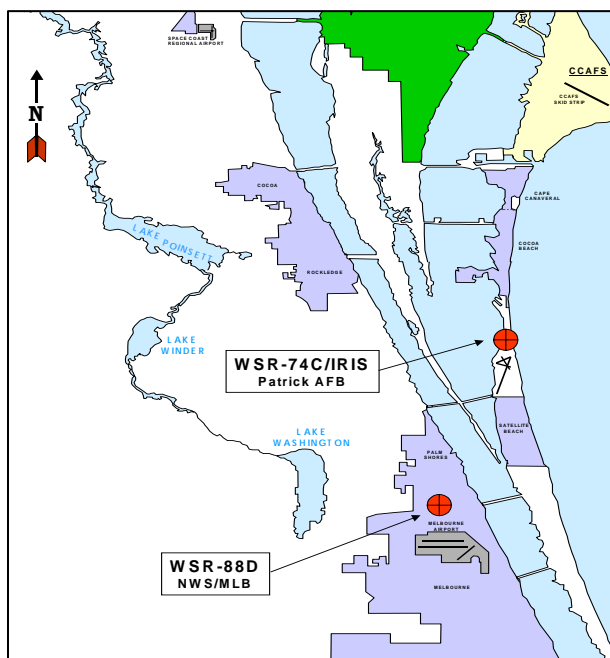 SPACE COAST
REGIONAL AIRPORT
CCAFS
CCAFS
SKID STRIP
N
COCOA
CAPE
CANAVERAL
LAKE POINSETT
COCOA
BEACH
ROCKLEDGE
LAKE
WINDER
WSR-74C/IRIS
Patrick AFB
LAKE
WASHINGTON
SATELLITE
BEACH
PALM
SHORES
MELBOURNE
AIRPORT
WSR-88D
NWS/MLB
MELBOURNE